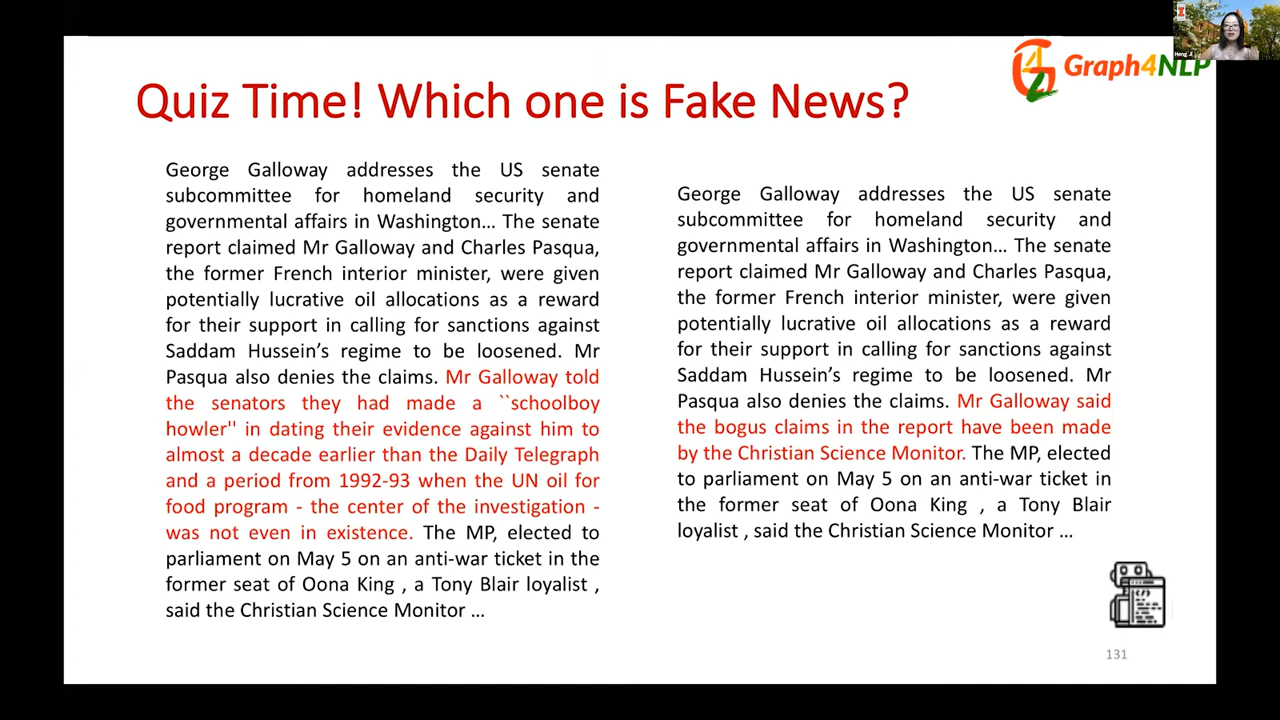 Quiz Time! Which one is Fake News?
Graph4NLP
Heng Ji
George Galloway addresses the US senate
subcommittee for homeland security and
governmental affairs in Washington… The senate
report claimed Mr Galloway and Charles Pasqua,
the former French interior minister, were given
potentially lucrative oil allocations as a reward
for their support in calling for sanctions against
Saddam Hussein’s regime to be loosened. Mr
Pasqua also denies the claims. Mr Galloway told
the senators they had made a ``schoolboy
howler'' in dating their evidence against him to
almost a decade earlier than the Daily Telegraph
and a period from 1992-93 when the UN oil for
food program - the center of the investigation -
was not even in existence. The MP, elected to
parliament on May 5 on an anti-war ticket in the
former seat of Oona King , a Tony Blair loyalist ,
said the Christian Science Monitor …
George Galloway addresses the US senate
subcommittee for homeland security and
governmental affairs in Washington… The senate
report claimed Mr Galloway and Charles Pasqua,
the former French interior minister, were given
potentially lucrative oil allocations as a reward
for their support in calling for sanctions against
Saddam Hussein’s regime to be loosened. Mr
Pasqua also denies the claims. Mr Galloway said
the bogus claims in the report have been made
by the Christian Science Monitor. The MP, elected
to parliament on May 5 on an anti-war ticket in
the former seat of Oona King , a Tony Blair
loyalist , said the Christian Science Monitor …
131